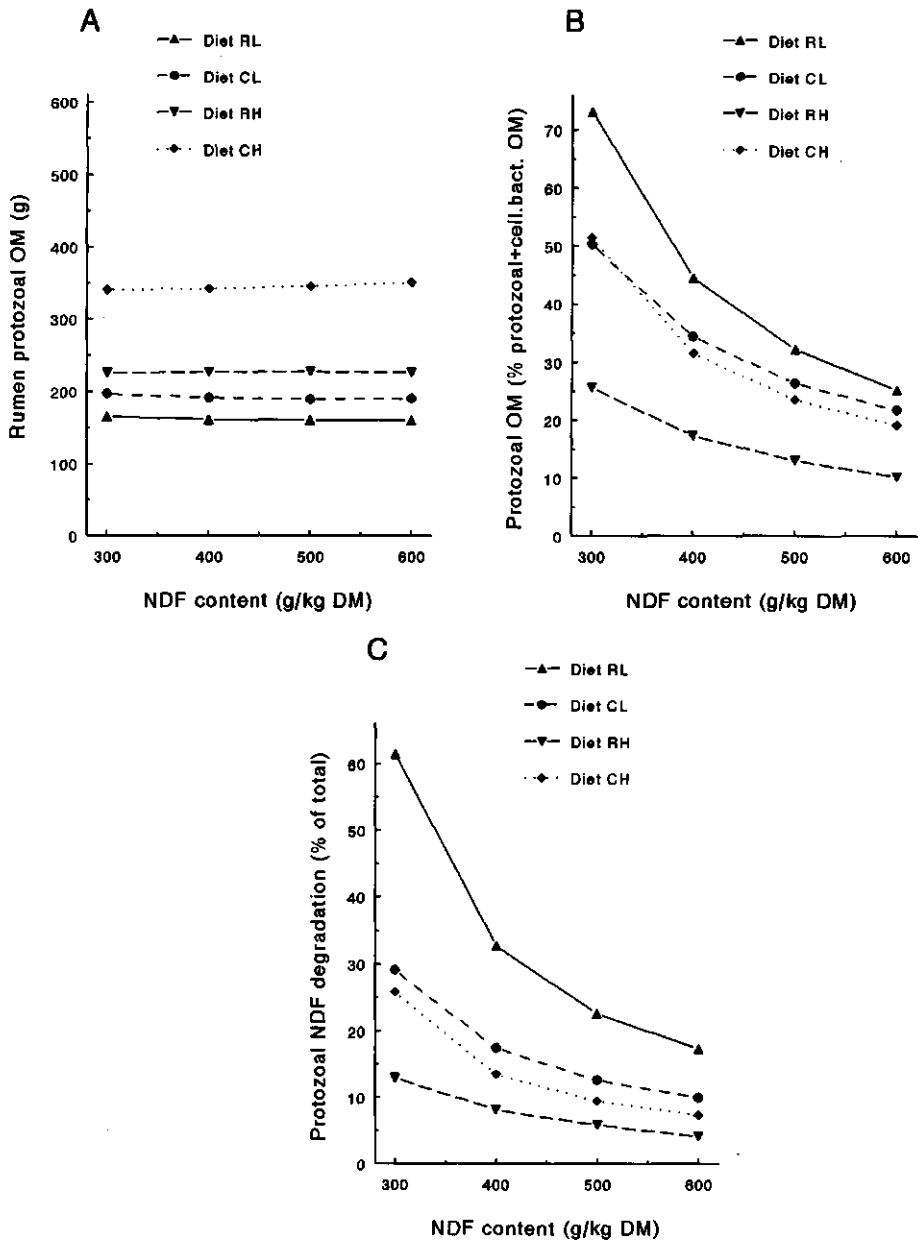 A
Diet RL
Diet CL
Diet RH
Diet CH
Rumen protozoal OM (g)
600
500
400
300
200
100
0
300 400 500 600
NDF content (g/kg DM)
B
Diet RL
Diet CL
Diet RH
Diet CH
Protozoal OM (% protozoal+cell.bact. OM)
70
60
50
40
30
20
10
0
300 400 500 600
NDF content (g/kg DM)
C
Diet RL
Diet CL
Diet RH
Diet CH
Protozoal NDF degradation (% of total)
60
50
40
30
20
10
0
300 400 500 600
NDF content (g/kg DM)